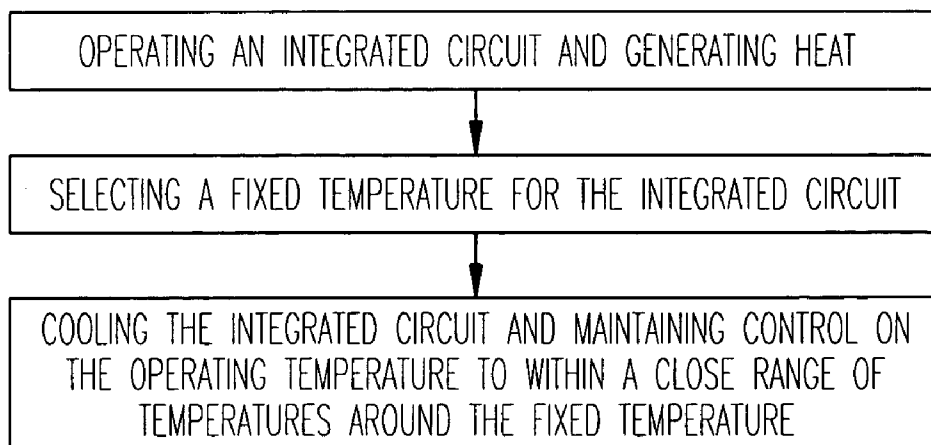 OPERATING AN INTEGRATED CIRCUIT AND GENERATING HEAT
SELECTING A FIXED TEMPERATURE FOR THE INTEGRATED CIRCUIT
COOLING THE INTEGRATED CIRCUIT AND MAINTAINING CONTROL ON
THE OPERATING TEMPERATURE TO WITHIN A CLOSE RANGE OF
TEMPERATURES AROUND THE FIXED TEMPERATURE